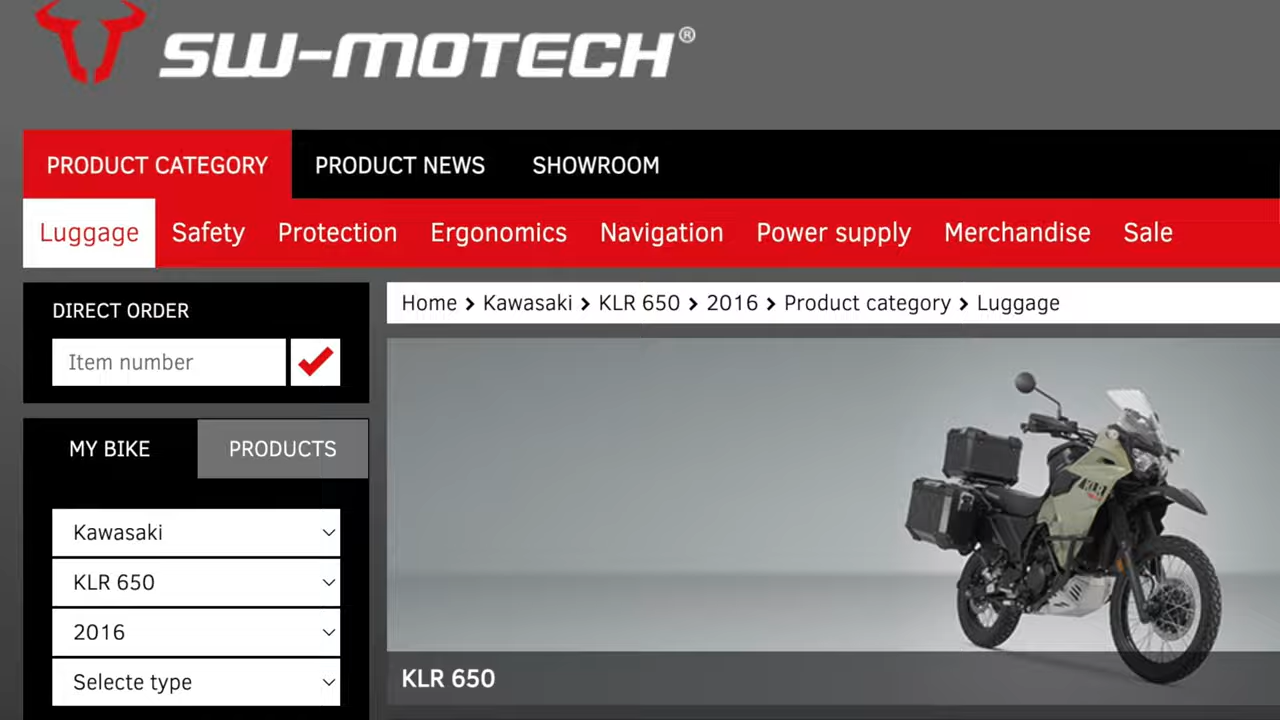 SW-MOTECH®
PRODUCT CATEGORY PRODUCT NEWS SHOWROOM
Luggage Safety Protection Ergonomics Navigation Power supply Merchandise Sale
DIRECT ORDER
Item number
Home > Kawasaki > KLR 650 > 2016 > Product category > Luggage
MY BIKE PRODUCTS
Kawasaki
KLR 650
2016
Selecte type
KLR
KLR 650